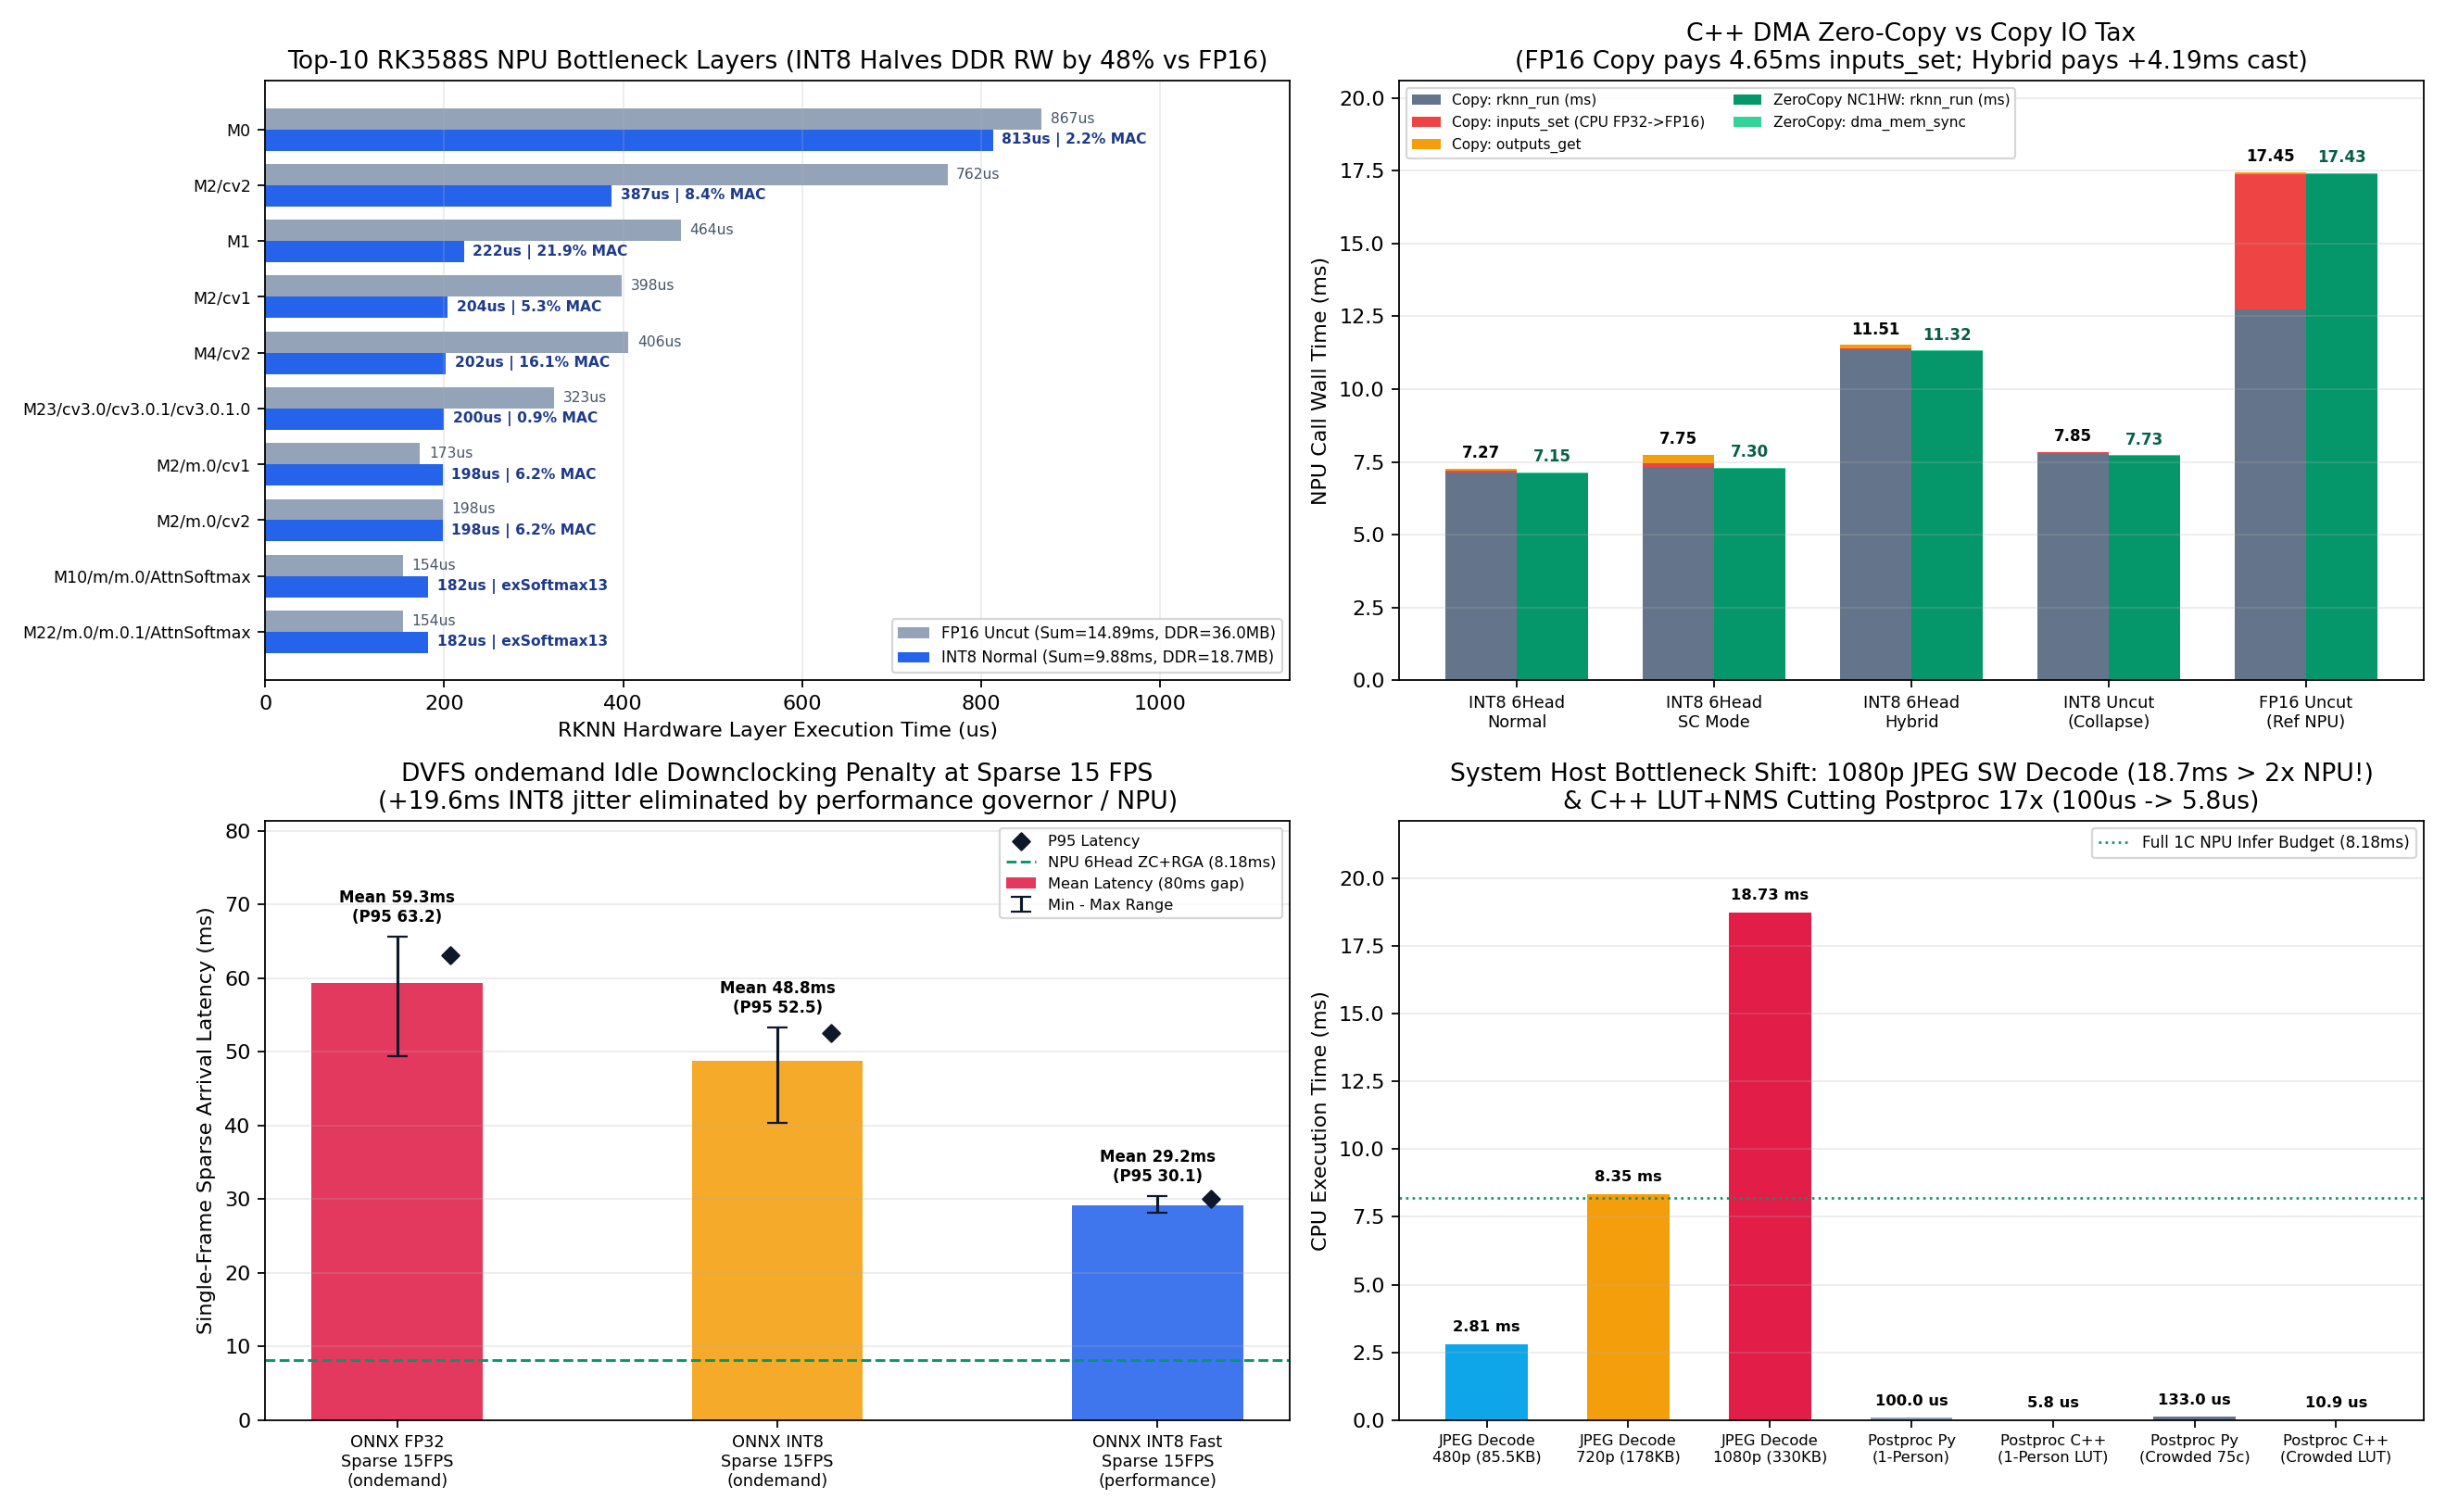 Top-10 RK3588S NPU Bottleneck Layers (INT8 Halves DDR RW by 48% vs FP16)
M0
867us
813us | 2.2% MAC
M2/cv2
762us
387us | 8.4% MAC
M1
464us
222us | 21.9% MAC
M2/cv1
398us
204us | 5.3% MAC
M4/cv2
406us
202us | 16.1% MAC
M23/cv3.0/cv3.0.1/cv3.0.1.0
323us
200us | 0.9% MAC
M2/m.0/cv1
173us
198us | 6.2% MAC
M2/m.0/cv2
198us
198us | 6.2% MAC
M10/m/m.0/AttnSoftmax
154us
182us | exSoftmax13
M22/m.0/m.0.1/AttnSoftmax
154us
182us | exSoftmax13
FP16 Uncut (Sum=14.89ms, DDR=36.0MB)
INT8 Normal (Sum=9.88ms, DDR=18.7MB)
0 200 400 600 800 1000
RKNN Hardware Layer Execution Time (us)
C++ DMA Zero-Copy vs Copy IO Tax
(FP16 Copy pays 4.65ms inputs_set; Hybrid pays +4.19ms cast)
Copy: rknn_run (ms)
Copy: inputs_set (CPU FP32->FP16)
Copy: outputs_get
ZeroCopy NC1HW: rknn_run (ms)
ZeroCopy: dma_mem_sync
NPU Call Wall Time (ms)
20.0
17.5
15.0
12.5
10.0
7.5
5.0
2.5
0.0
7.27 7.15
7.75 7.30
11.51 11.32
7.85 7.73
17.45 17.43
INT8 6Head
Normal
INT8 6Head
SC Mode
INT8 6Head
Hybrid
INT8 Uncut
(Collapse)
FP16 Uncut
(Ref NPU)
DVFS ondemand Idle Downclocking Penalty at Sparse 15 FPS
(+19.6ms INT8 jitter eliminated by performance governor / NPU)
P95 Latency
NPU 6Head ZC+RGA (8.18ms)
Mean Latency (80ms gap)
Min - Max Range
Single-Frame Sparse Arrival Latency (ms)
80
70
60
50
40
30
20
10
0
Mean 59.3ms
(P95 63.2)
Mean 48.8ms
(P95 52.5)
Mean 29.2ms
(P95 30.1)
ONNX FP32
Sparse 15FPS
(ondemand)
ONNX INT8
Sparse 15FPS
(ondemand)
ONNX INT8 Fast
Sparse 15FPS
(performance)
System Host Bottleneck Shift: 1080p JPEG SW Decode (18.7ms > 2x NPU!)
& C++ LUT+NMS Cutting Postproc 17x (100us -> 5.8us)
Full 1C NPU Infer Budget (8.18ms)
CPU Execution Time (ms)
20.0
17.5
15.0
12.5
10.0
7.5
5.0
2.5
0.0
2.81 ms
8.35 ms
18.73 ms
100.0 us
5.8 us
133.0 us
10.9 us
JPEG Decode
480p (85.5KB)
JPEG Decode
720p (178KB)
JPEG Decode
1080p (330KB)
Postproc Py
(1-Person)
Postproc C++
(1-Person LUT)
Postproc Py
(Crowded 75c)
Postproc C++
(Crowded LUT)